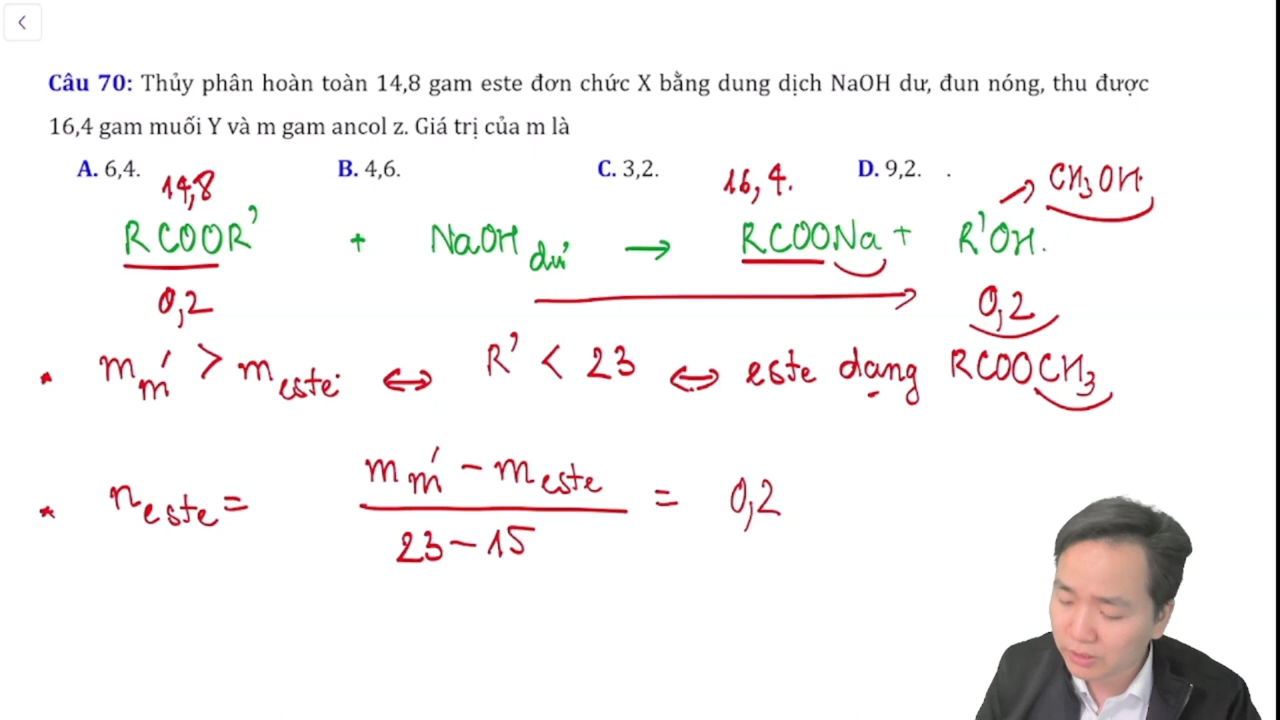 Câu 70: Thủy phân hoàn toàn 14,8 gam este đơn chức X bằng dung dịch NaOH dư, đun nóng, thu được
16,4 gam muối Y và m gam ancol z. Giá trị của m là
A. 6,4. B. 4,6. C. 3,2. D. 9,2. .
14,8 16,4. CH₃OH.
RCOOR' + NaOH dư → RCOONa + R'OH.
0,2 0,2
* mm' > meste ⇔ R' < 23 ⇔ este dạng RCOOCH₃
mm' - meste
* neste = = 0,2
23 - 15